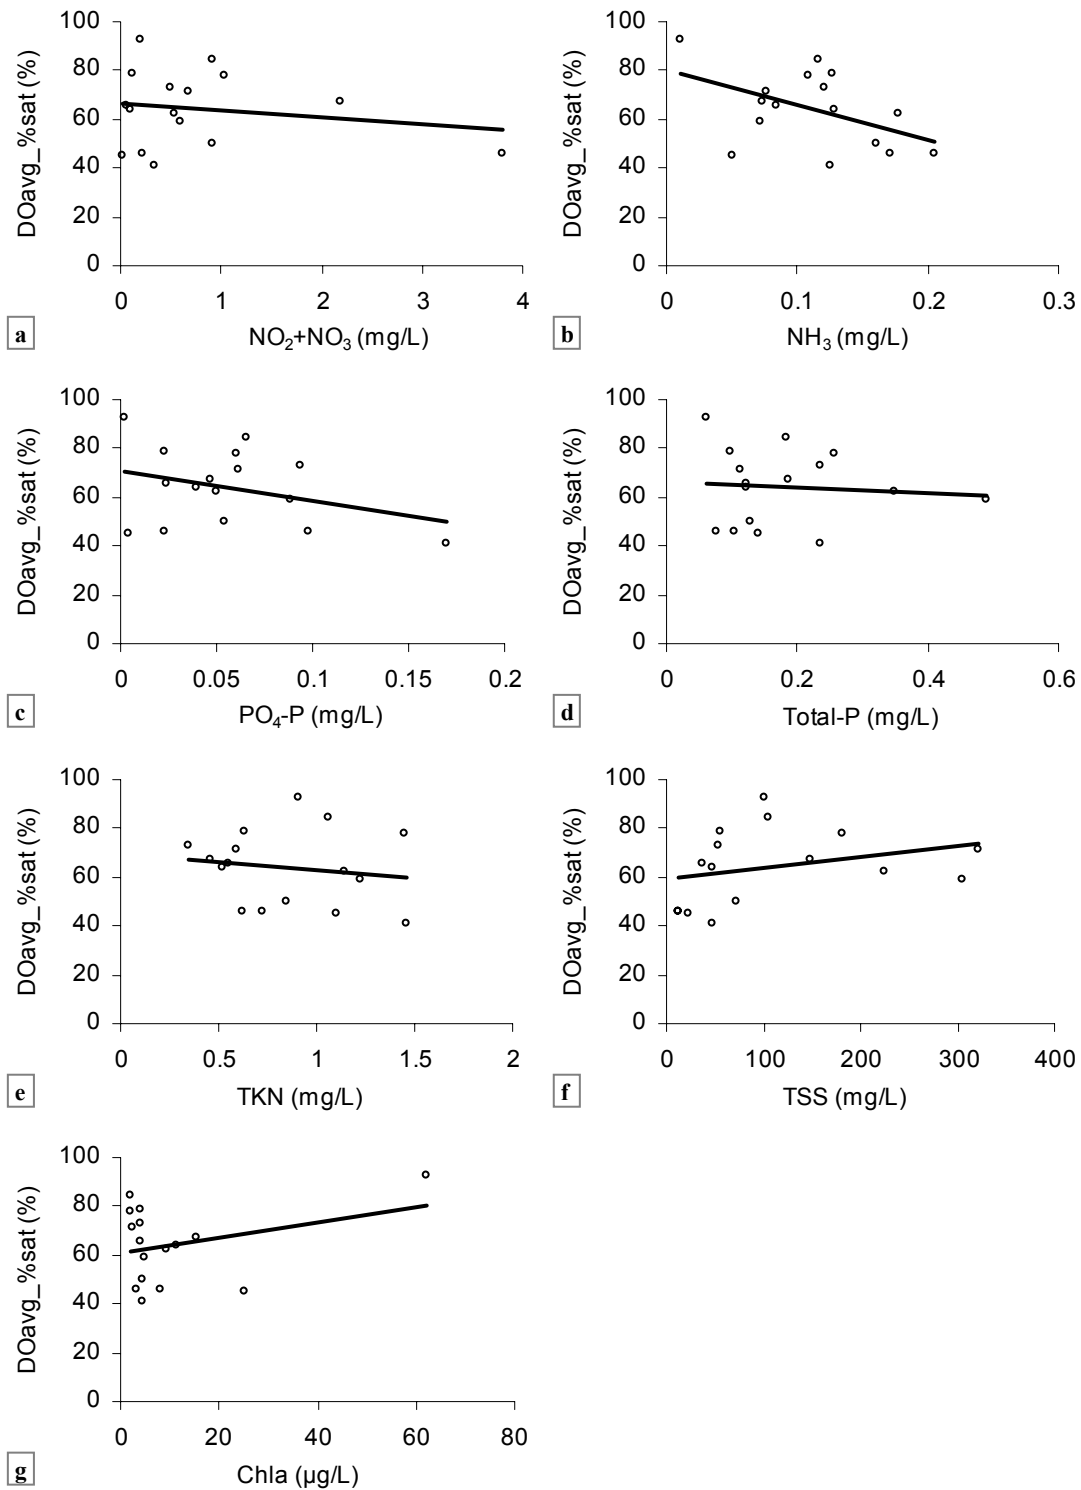 100
80
60
40
20
0
DOavg_%sat (%)
0 1 2 3 4
NO₂+NO₃ (mg/L)
a
100
80
60
40
20
0
DOavg_%sat (%)
0 0.1 0.2 0.3
NH₃ (mg/L)
b
100
80
60
40
20
0
DOavg_%sat (%)
0 0.05 0.1 0.15 0.2
PO₄-P (mg/L)
c
100
80
60
40
20
0
DOavg_%sat (%)
0 0.2 0.4 0.6
Total-P (mg/L)
d
100
80
60
40
20
0
DOavg_%sat (%)
0 0.5 1 1.5 2
TKN (mg/L)
e
100
80
60
40
20
0
DOavg_%sat (%)
0 100 200 300 400
TSS (mg/L)
f
100
80
60
40
20
0
DOavg_%sat (%)
0 20 40 60 80
Chla (µg/L)
g